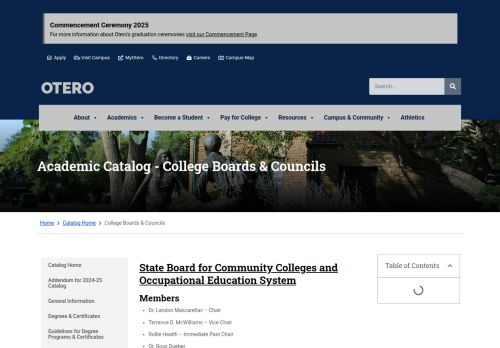 Commencement Ceremony 2025
For more information about Otero's graduation ceremonies visit our Commencement Page
Apply Visit Campus MyOtero Directory Careers Campus Map
OTERO
Search...
About Academics Become a Student Pay for College Resources Campus & Community Athletics
Academic Catalog - College Boards & Councils
Home > Catalog Home > College Boards & Councils
Catalog Home
Addendum for 2024-25
Catalog
General Information
Degrees & Certificates
Guidelines for Degree
Programs & Certificates
State Board for Community Colleges and
Occupational Education System
Members
Dr. Landon Mascareñaz – Chair
Terrance D. McWilliams – Vice Chair
Rollie Heath – Immediate Past Chair
Dr. Ross Dueber
Table of Contents